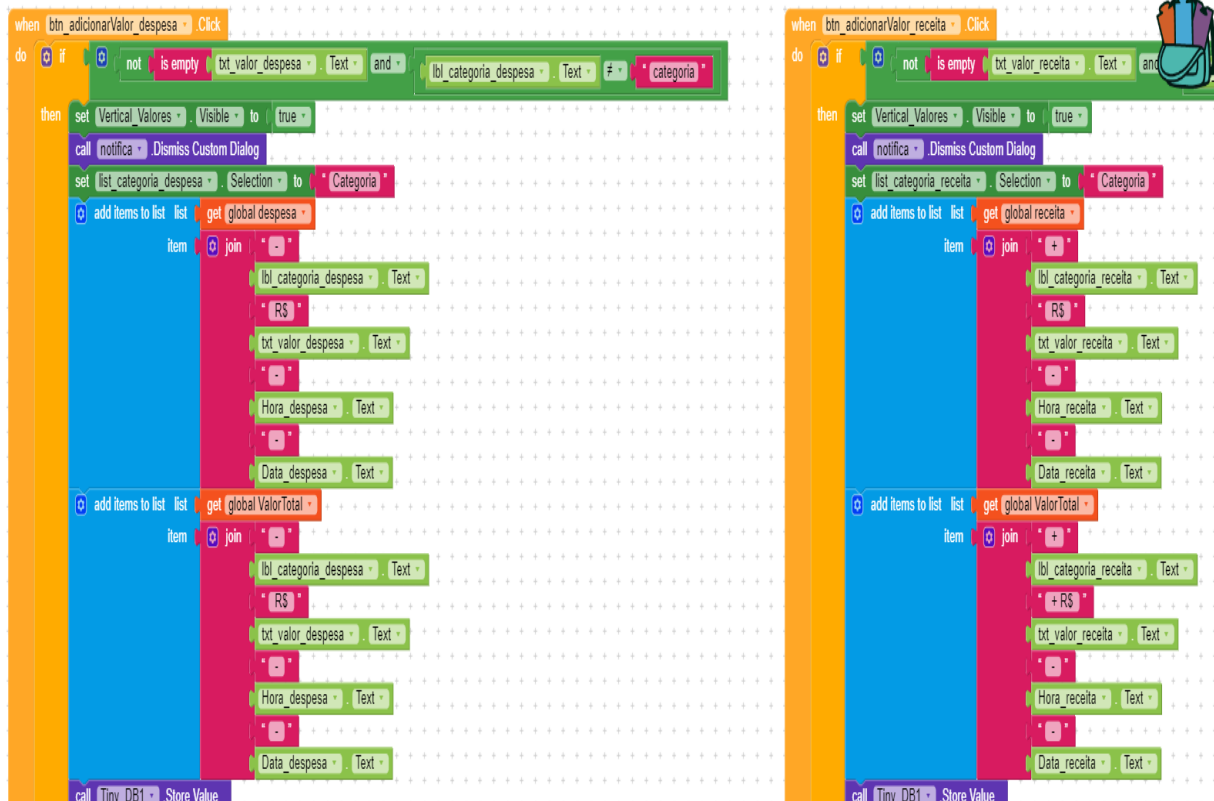 when btn_adicionarValor_despesa .Click
do if not is empty txt_valor_despesa . Text and lbl_categoria_despesa . Text ≠ " categoria "
then set Vertical_Valores . Visible to true
call notifica .Dismiss Custom Dialog
set list_categoria_despesa . Selection to " Categoria "
add items to list list get global despesa
item join " - "
lbl_categoria_despesa . Text
" R$ "
txt_valor_despesa . Text
" - "
Hora_despesa . Text
" - "
Data_despesa . Text
add items to list list get global ValorTotal
item join " - "
lbl_categoria_despesa . Text
" R$ "
txt_valor_despesa . Text
" - "
Hora_despesa . Text
" - "
Data_despesa . Text
call Tiny_DB1 .Store Value
when btn_adicionarValor_receita .Click
do if not is empty txt_valor_receita . Text and
then set Vertical_Valores . Visible to true
call notifica .Dismiss Custom Dialog
set list_categoria_receita . Selection to " Categoria "
add items to list list get global receita
item join " + "
lbl_categoria_receita . Text
" R$ "
txt_valor_receita . Text
" - "
Hora_receita . Text
" - "
Data_receita . Text
add items to list list get global ValorTotal
item join " + "
lbl_categoria_receita . Text
" + R$ "
txt_valor_receita . Text
" - "
Hora_receita . Text
" - "
Data_receita . Text
call Tiny_DB1 .Store Value